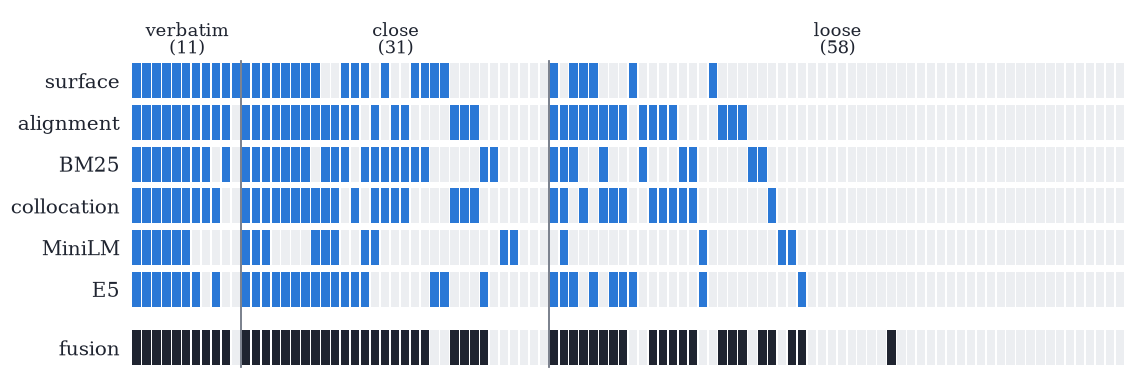 verbatim
(11)
close
(31)
loose
(58)
surface
alignment
BM25
collocation
MiniLM
E5
fusion